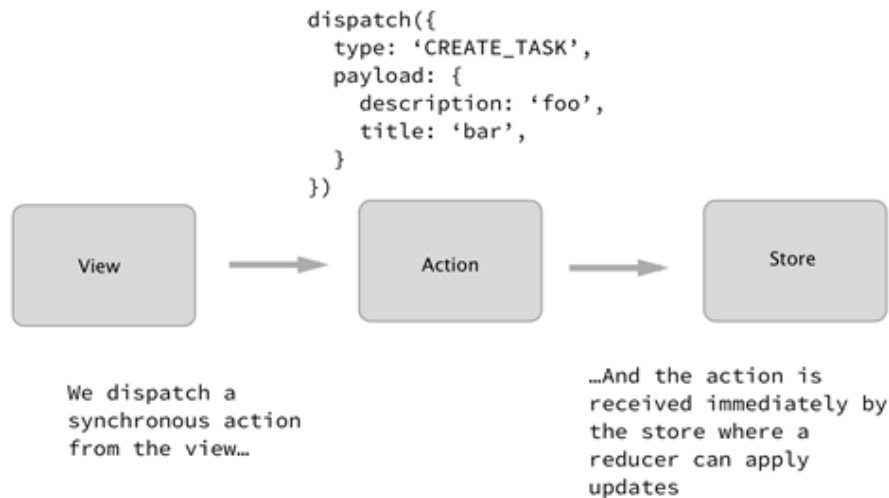 dispatch({
  type: ‘CREATE_TASK’,
  payload: {
    description: ‘foo’,
    title: ‘bar’,
  }
})
View
Action
Store
We dispatch a
synchronous action
from the view…
…And the action is
received immediately by
the store where a
reducer can apply
updates